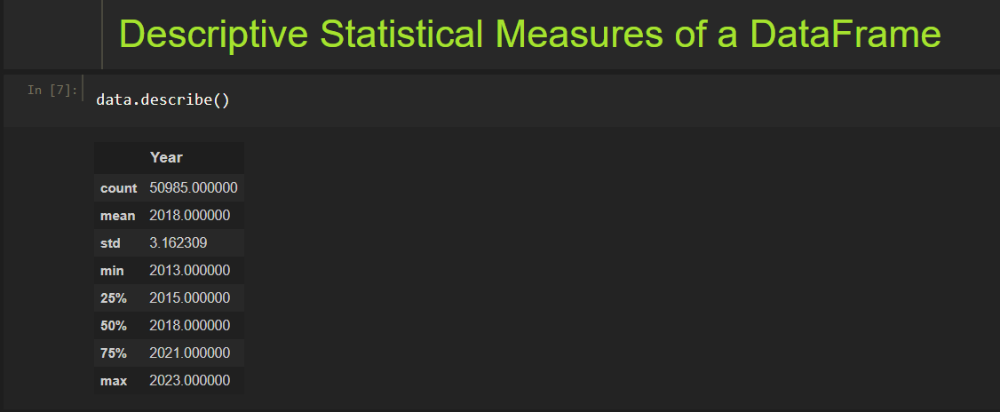 Descriptive Statistical Measures of a DataFrame
In [7]:
data.describe()
Year
count 50985.000000
mean 2018.000000
std 3.162309
min 2013.000000
25% 2015.000000
50% 2018.000000
75% 2021.000000
max 2023.000000